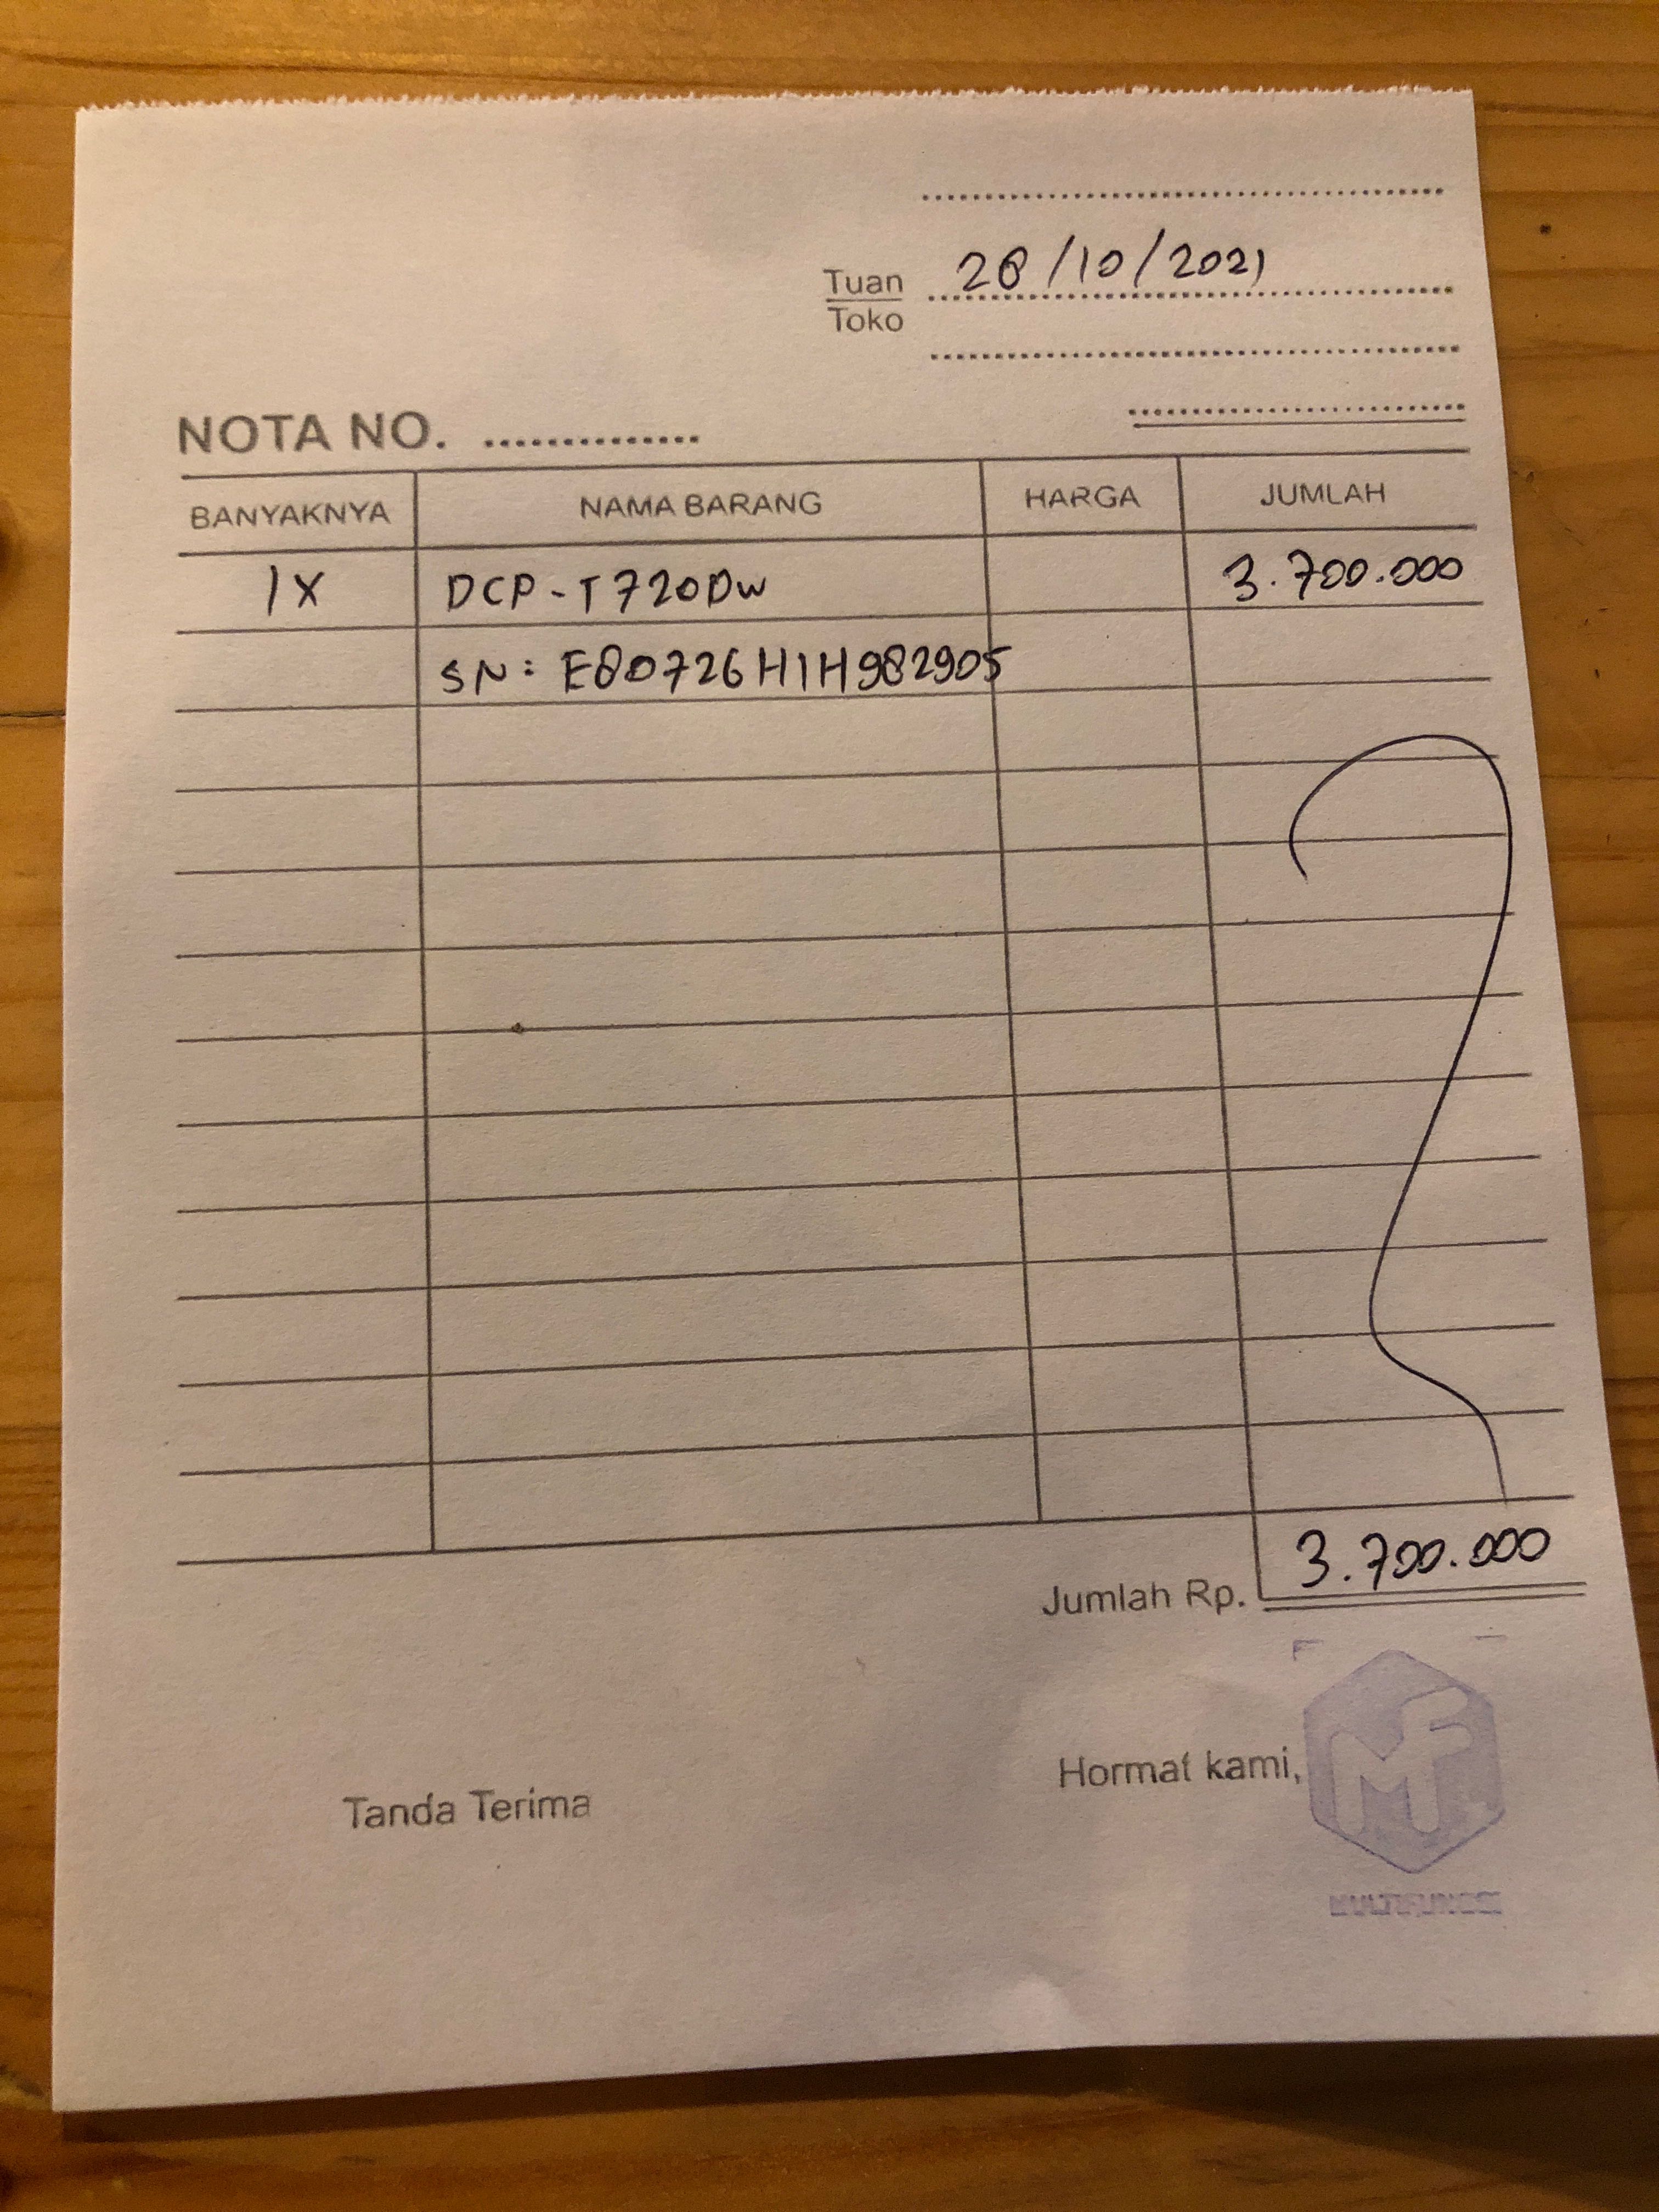 28/10/2021
Tuan
Toko
NOTA NO.
BANYAKNYA NAMA BARANG HARGA JUMLAH
1X DCP-T720DW 3.700.000
SN: E80726H1H982905
Jumlah Rp. 3.700.000
Tanda Terima Hormat kami,
MF
MULTIFUNGSI